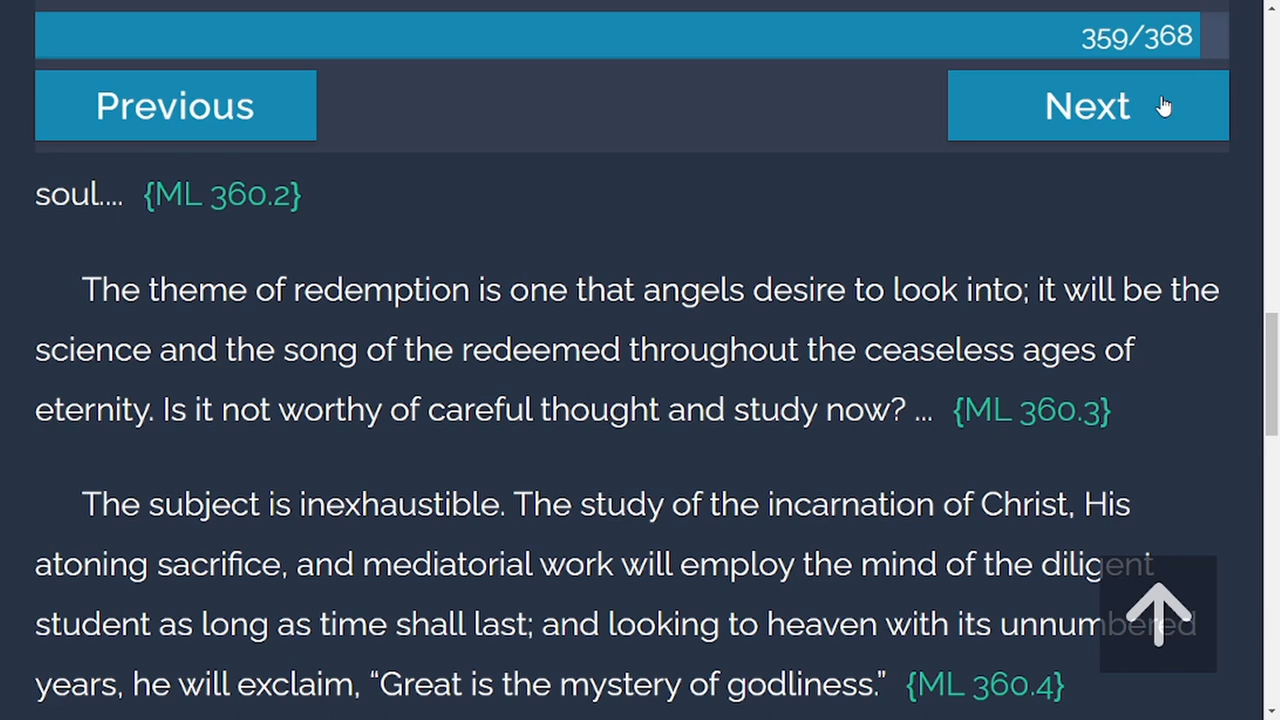 359/368
Previous
Next
soul.... {ML 360.2}
The theme of redemption is one that angels desire to look into; it will be the
science and the song of the redeemed throughout the ceaseless ages of
eternity. Is it not worthy of careful thought and study now? ... {ML 360.3}
The subject is inexhaustible. The study of the incarnation of Christ, His
atoning sacrifice, and mediatorial work will employ the mind of the diligent
student as long as time shall last; and looking to heaven with its unnumbered
years, he will exclaim, “Great is the mystery of godliness.” {ML 360.4}